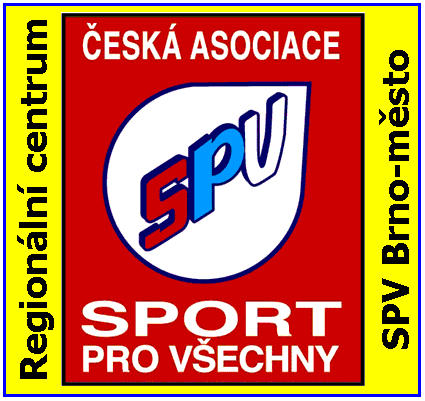 Regionální centrum
ČESKÁ ASOCIACE
SPV
SPORT
PRO VŠECHNY
SPV Brno-město